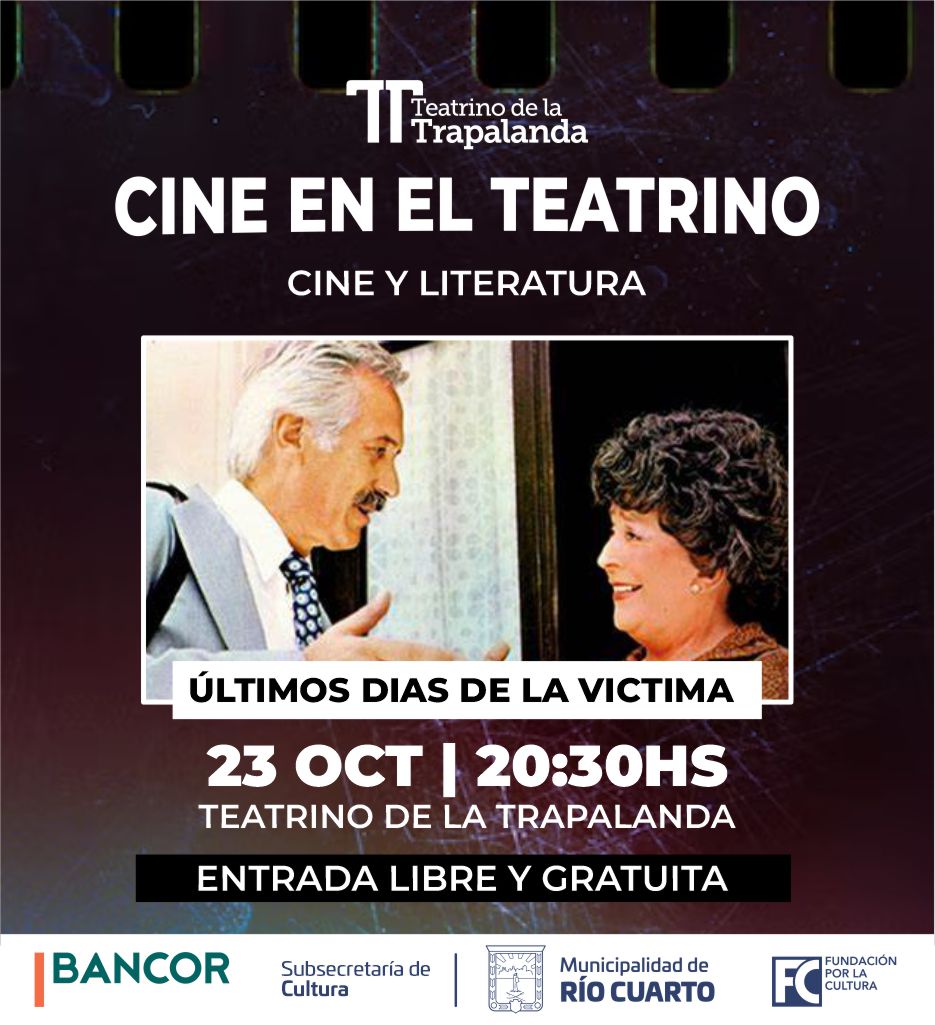 Teatrino de la
Trapalanda
CINE EN EL TEATRINO
CINE Y LITERATURA
ÚLTIMOS DIAS DE LA VICTIMA
23 OCT | 20:30HS
TEATRINO DE LA TRAPALANDA
ENTRADA LIBRE Y GRATUITA
BANCOR
Subsecretaría de
Cultura
Municipalidad de
RÍO CUARTO
FC
FUNDACIÓN
POR LA
CULTURA